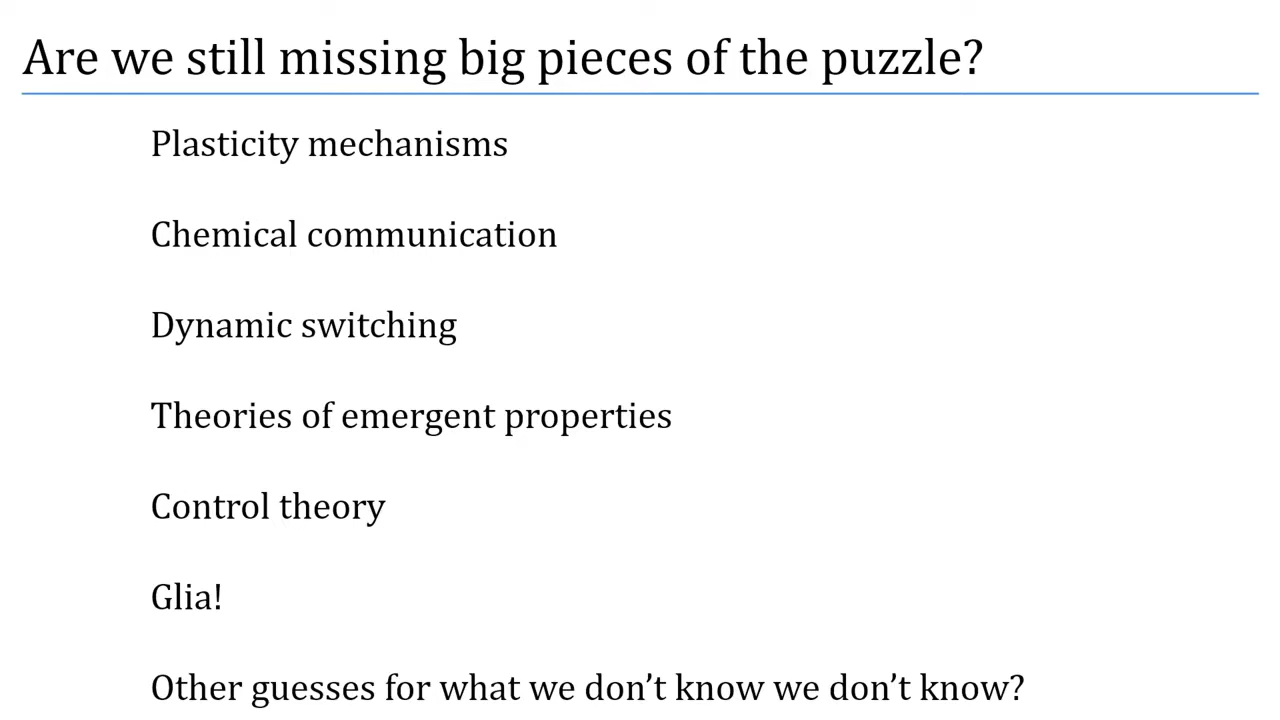 Are we still missing big pieces of the puzzle?
Plasticity mechanisms
Chemical communication
Dynamic switching
Theories of emergent properties
Control theory
Glia!
Other guesses for what we don’t know we don’t know?